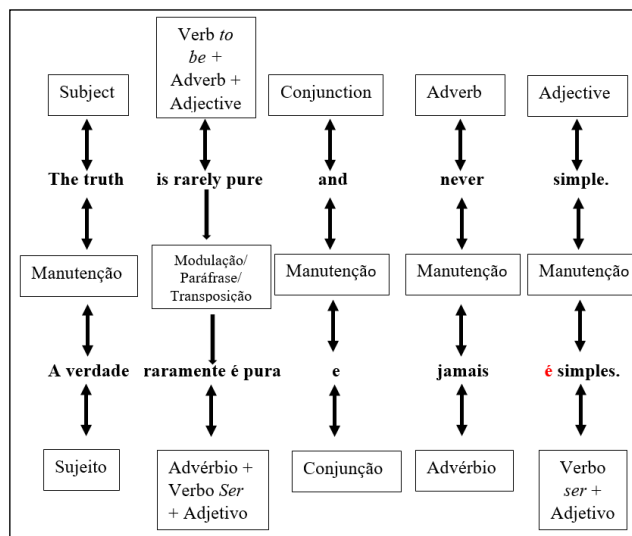 Verb to
be +
Adverb +
Adjective
Subject
Conjunction
Adverb
Adjective
The truth is rarely pure and never simple.
Manutenção
Modulação/
Paráfrase/
Transposição
Manutenção
Manutenção
Manutenção
A verdade raramente é pura e jamais é simples.
Sujeito
Advérbio +
Verbo Ser
+ Adjetivo
Conjunção
Advérbio
Verbo
ser +
Adjetivo